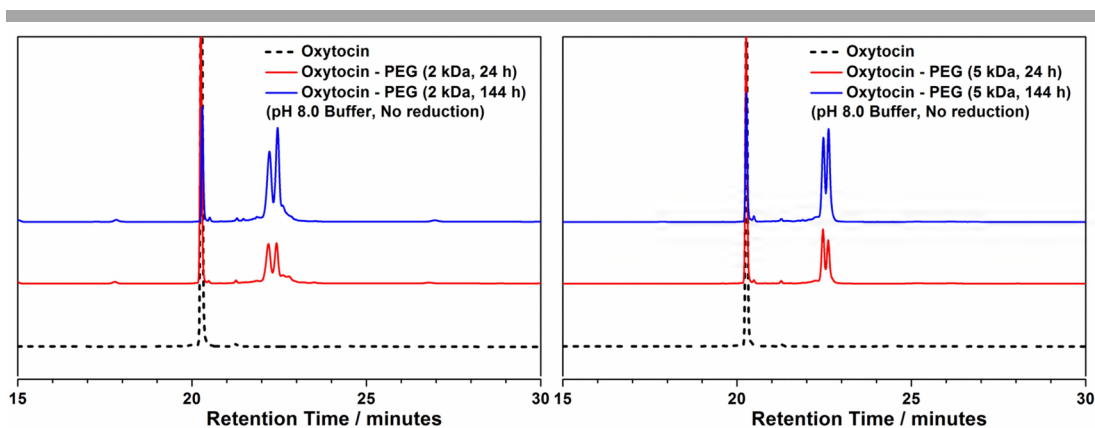 Oxytocin
Oxytocin - PEG (2 kDa, 24 h)
Oxytocin - PEG (2 kDa, 144 h)
(pH 8.0 Buffer, No reduction)
15 20 25 30
Retention Time / minutes
Oxytocin
Oxytocin - PEG (5 kDa, 24 h)
Oxytocin - PEG (5 kDa, 144 h)
(pH 8.0 Buffer, No reduction)
15 20 25 30
Retention Time / minutes